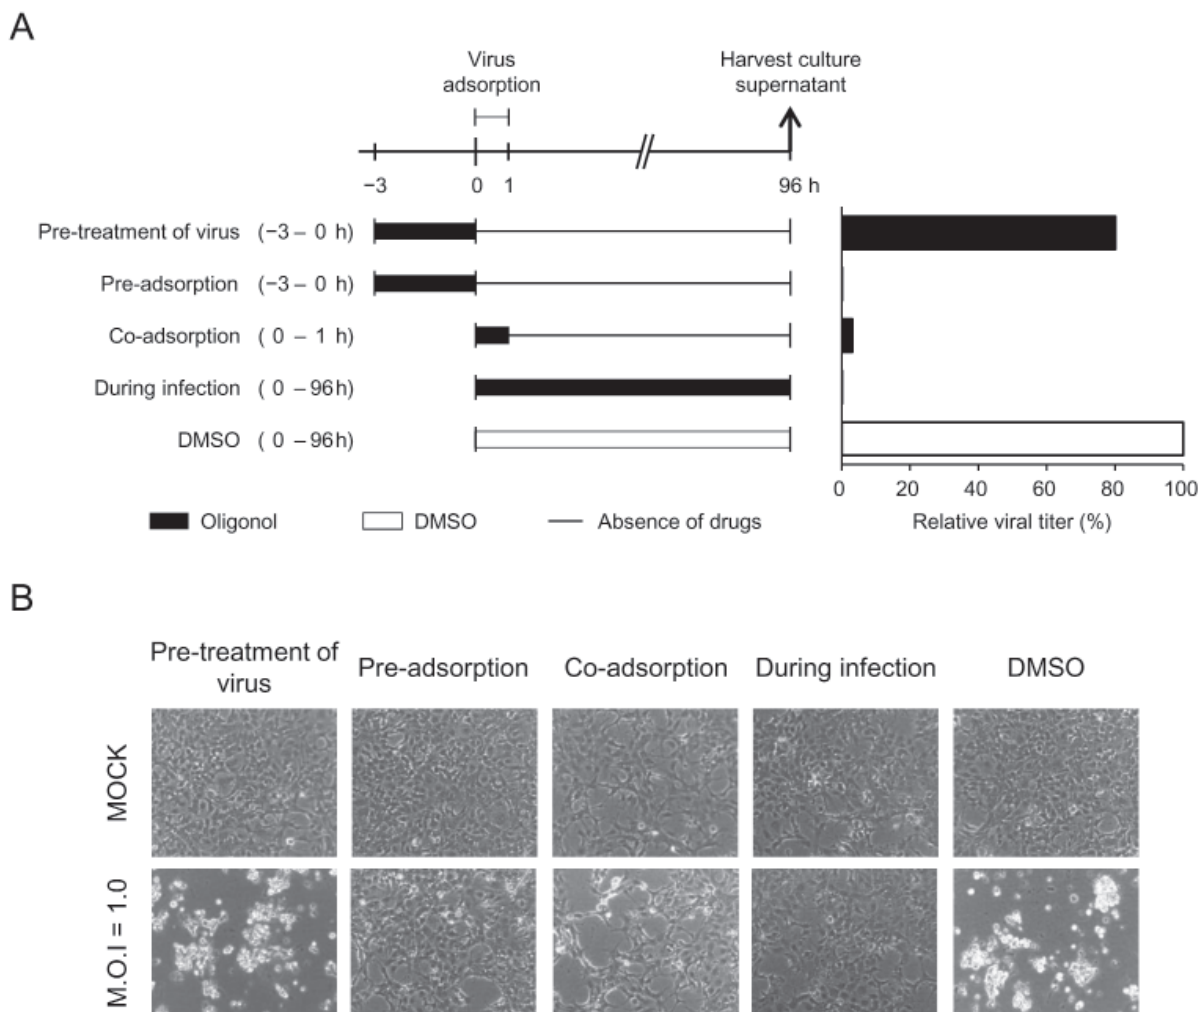 A
Virus
adsorption
Harvest culture
supernatant
−3 0 1 96 h
Pre-treatment of virus (−3 – 0 h)
Pre-adsorption (−3 – 0 h)
Co-adsorption ( 0 – 1 h)
During infection ( 0 – 96h)
DMSO ( 0 – 96h)
0 20 40 60 80 100
Relative viral titer (%)
Oligonol DMSO Absence of drugs
B
Pre-treatment of
virus
Pre-adsorption
Co-adsorption
During infection
DMSO
MOCK
M.O.I = 1.0